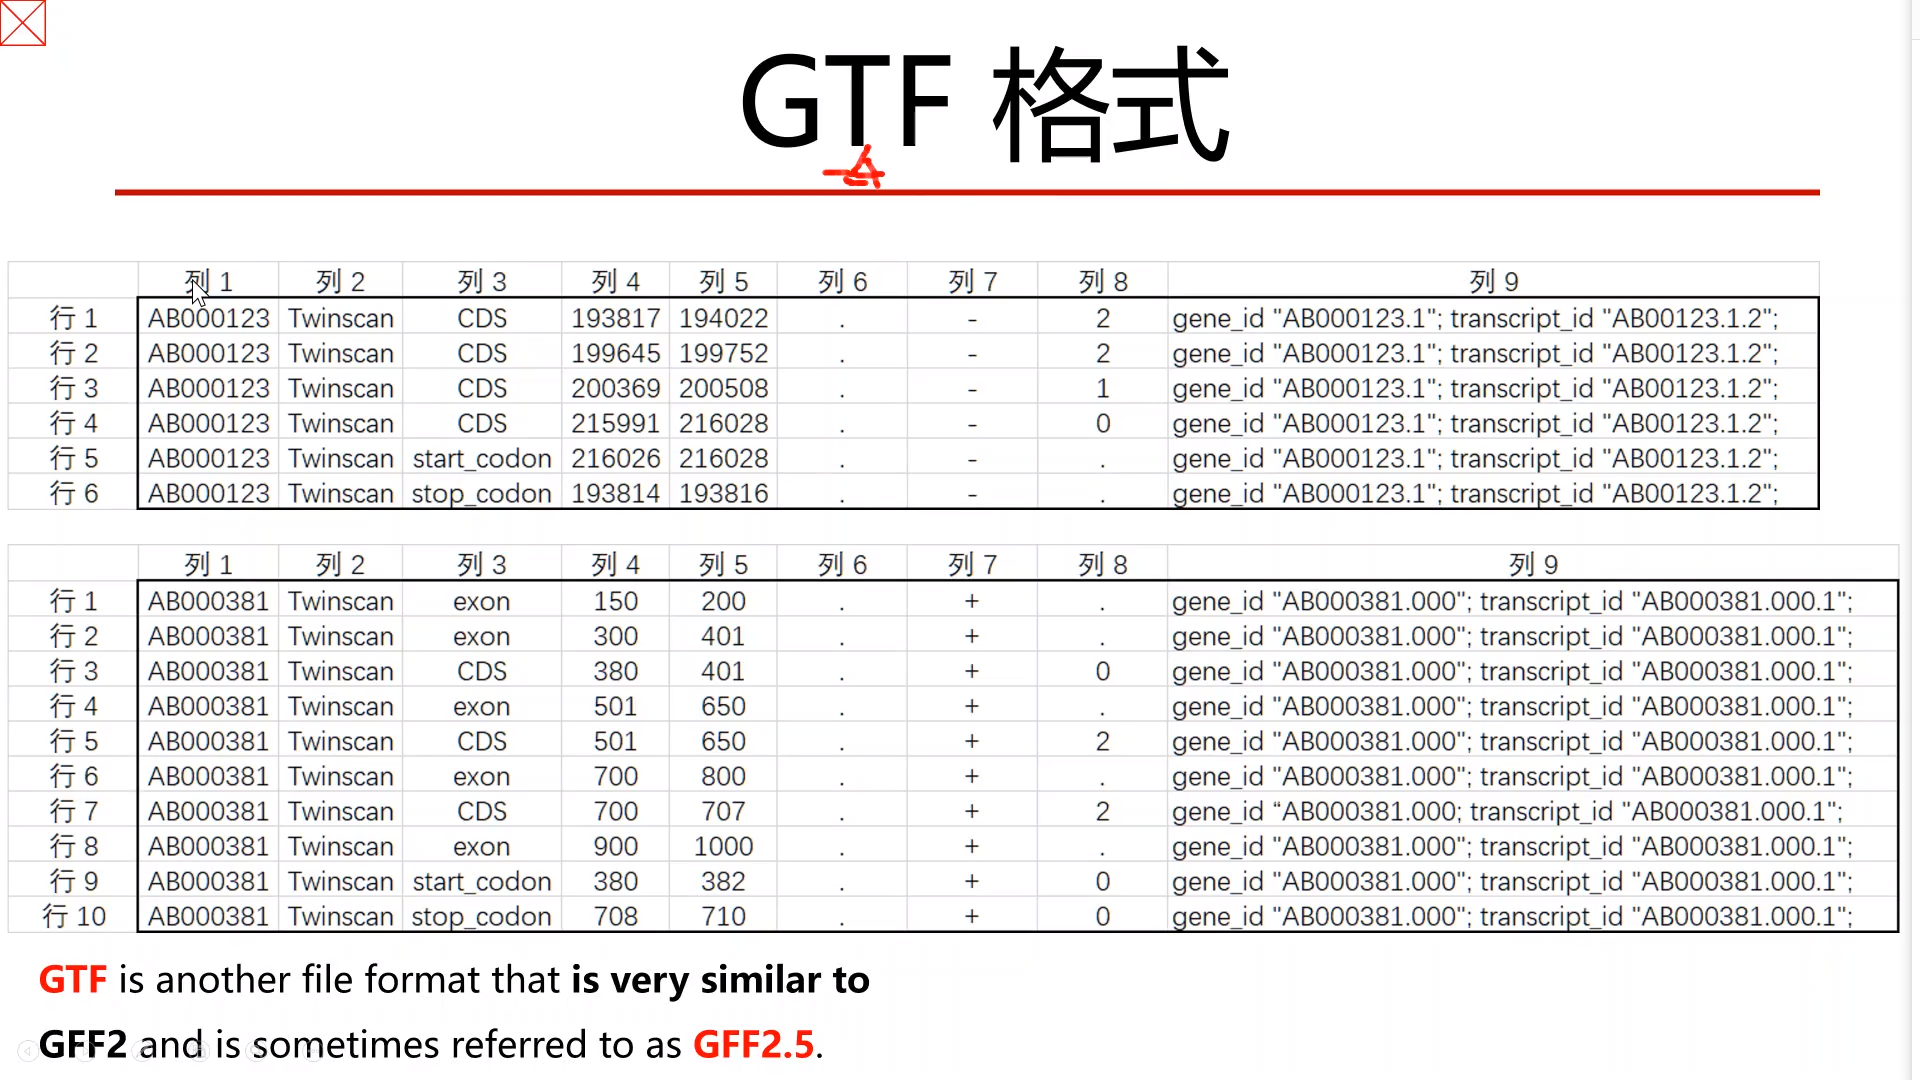 GTF 格式
列 1 列 2 列 3 列 4 列 5 列 6 列 7 列 8 列 9
行 1 AB000123 Twinscan CDS 193817 194022 . - 2 gene_id "AB000123.1"; transcript_id "AB00123.1.2";
行 2 AB000123 Twinscan CDS 199645 199752 . - 2 gene_id "AB000123.1"; transcript_id "AB00123.1.2";
行 3 AB000123 Twinscan CDS 200369 200508 . - 1 gene_id "AB000123.1"; transcript_id "AB00123.1.2";
行 4 AB000123 Twinscan CDS 215991 216028 . - 0 gene_id "AB000123.1"; transcript_id "AB00123.1.2";
行 5 AB000123 Twinscan start_codon 216026 216028 . - . gene_id "AB000123.1"; transcript_id "AB00123.1.2";
行 6 AB000123 Twinscan stop_codon 193814 193816 . - . gene_id "AB000123.1"; transcript_id "AB00123.1.2";
列 1 列 2 列 3 列 4 列 5 列 6 列 7 列 8 列 9
行 1 AB000381 Twinscan exon 150 200 . + . gene_id "AB000381.000"; transcript_id "AB000381.000.1";
行 2 AB000381 Twinscan exon 300 401 . + . gene_id "AB000381.000"; transcript_id "AB000381.000.1";
行 3 AB000381 Twinscan CDS 380 401 . + 0 gene_id "AB000381.000"; transcript_id "AB000381.000.1";
行 4 AB000381 Twinscan exon 501 650 . + . gene_id "AB000381.000"; transcript_id "AB000381.000.1";
行 5 AB000381 Twinscan CDS 501 650 . + 2 gene_id "AB000381.000"; transcript_id "AB000381.000.1";
行 6 AB000381 Twinscan exon 700 800 . + . gene_id "AB000381.000"; transcript_id "AB000381.000.1";
行 7 AB000381 Twinscan CDS 700 707 . + 2 gene_id “AB000381.000; transcript_id "AB000381.000.1";
行 8 AB000381 Twinscan exon 900 1000 . + . gene_id "AB000381.000"; transcript_id "AB000381.000.1";
行 9 AB000381 Twinscan start_codon 380 382 . + 0 gene_id "AB000381.000"; transcript_id "AB000381.000.1";
行 10 AB000381 Twinscan stop_codon 708 710 . + 0 gene_id "AB000381.000"; transcript_id "AB000381.000.1";
GTF is another file format that is very similar to
GFF2 and is sometimes referred to as GFF2.5.